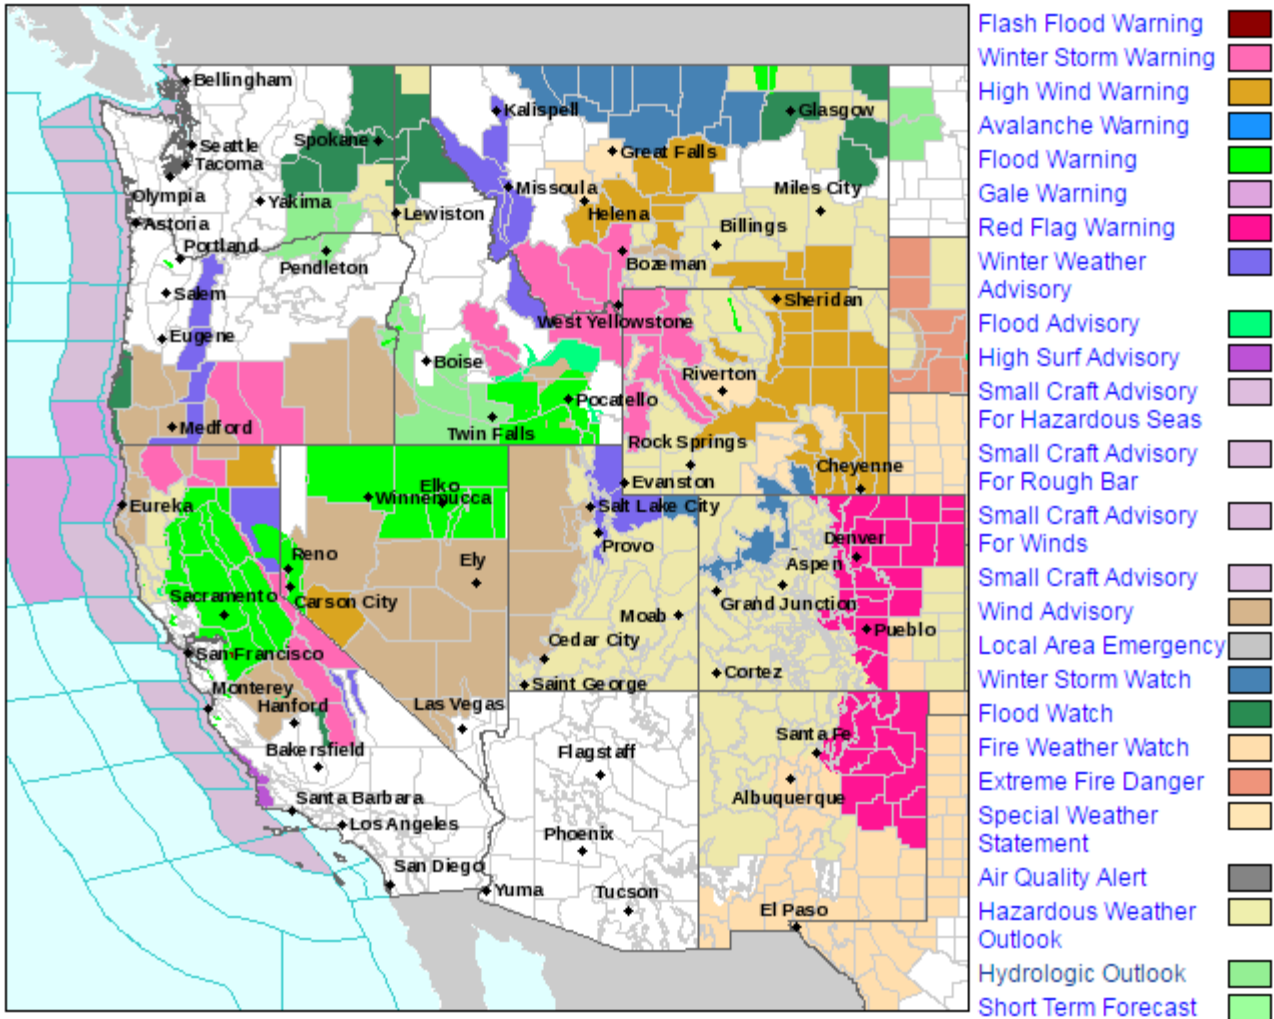 Bellingham
Seattle
Tacoma
Olympia
Astoria
Portland
Salem
Eugene
Medford
Spokane
Yakima
Pendleton
Lewiston
Kalispell
Missoula
Great Falls
Helena
Bozeman
Glasgow
Miles City
Billings
West Yellowstone
Sheridan
Boise
Pocatello
Twin Falls
Riverton
Rock Springs
Evanston
Cheyenne
Eureka
Elko
Winnemucca
Reno
Ely
Carson City
Sacramento
San Francisco
Monterey
Hanford
Bakersfield
Las Vegas
Santa Barbara
Los Angeles
San Diego
Salt Lake City
Provo
Moab
Cedar City
Saint George
Denver
Aspen
Grand Junction
Pueblo
Cortez
Santa Fe
Albuquerque
El Paso
Flagstaff
Phoenix
Yuma
Tucson
Flash Flood Warning
Winter Storm Warning
High Wind Warning
Avalanche Warning
Flood Warning
Gale Warning
Red Flag Warning
Winter Weather
Advisory
Flood Advisory
High Surf Advisory
Small Craft Advisory
For Hazardous Seas
Small Craft Advisory
For Rough Bar
Small Craft Advisory
For Winds
Small Craft Advisory
Wind Advisory
Local Area Emergency
Winter Storm Watch
Flood Watch
Fire Weather Watch
Extreme Fire Danger
Special Weather
Statement
Air Quality Alert
Hazardous Weather
Outlook
Hydrologic Outlook
Short Term Forecast